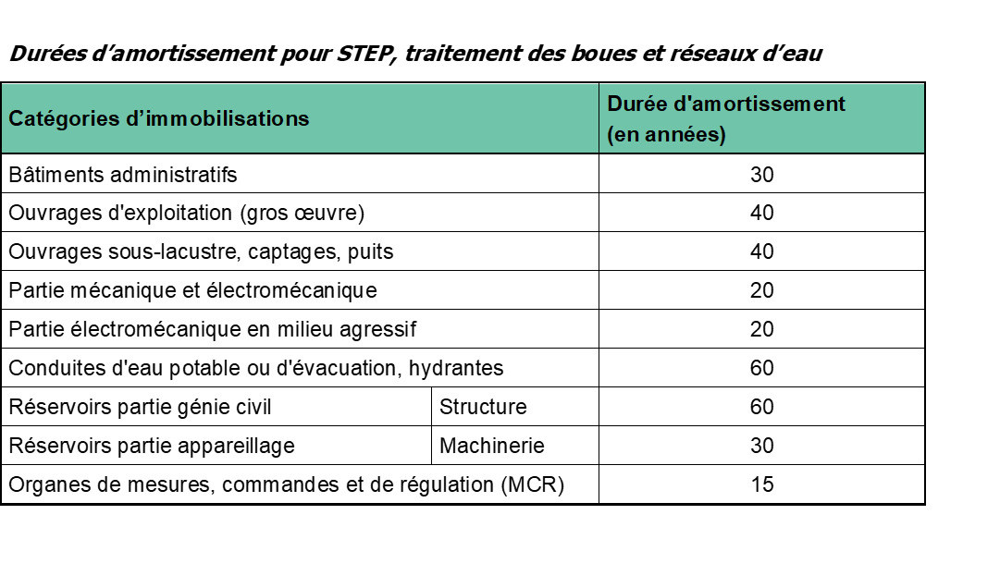 Durées d’amortissement pour STEP, traitement des boues et réseaux d’eau
Catégories d’immobilisations
Durée d'amortissement
(en années)
Bâtiments administratifs 30
Ouvrages d'exploitation (gros œuvre) 40
Ouvrages sous-lacustre, captages, puits 40
Partie mécanique et électromécanique 20
Partie électromécanique en milieu agressif 20
Conduites d'eau potable ou d'évacuation, hydrantes 60
Réservoirs partie génie civil Structure 60
Réservoirs partie appareillage Machinerie 30
Organes de mesures, commandes et de régulation (MCR) 15